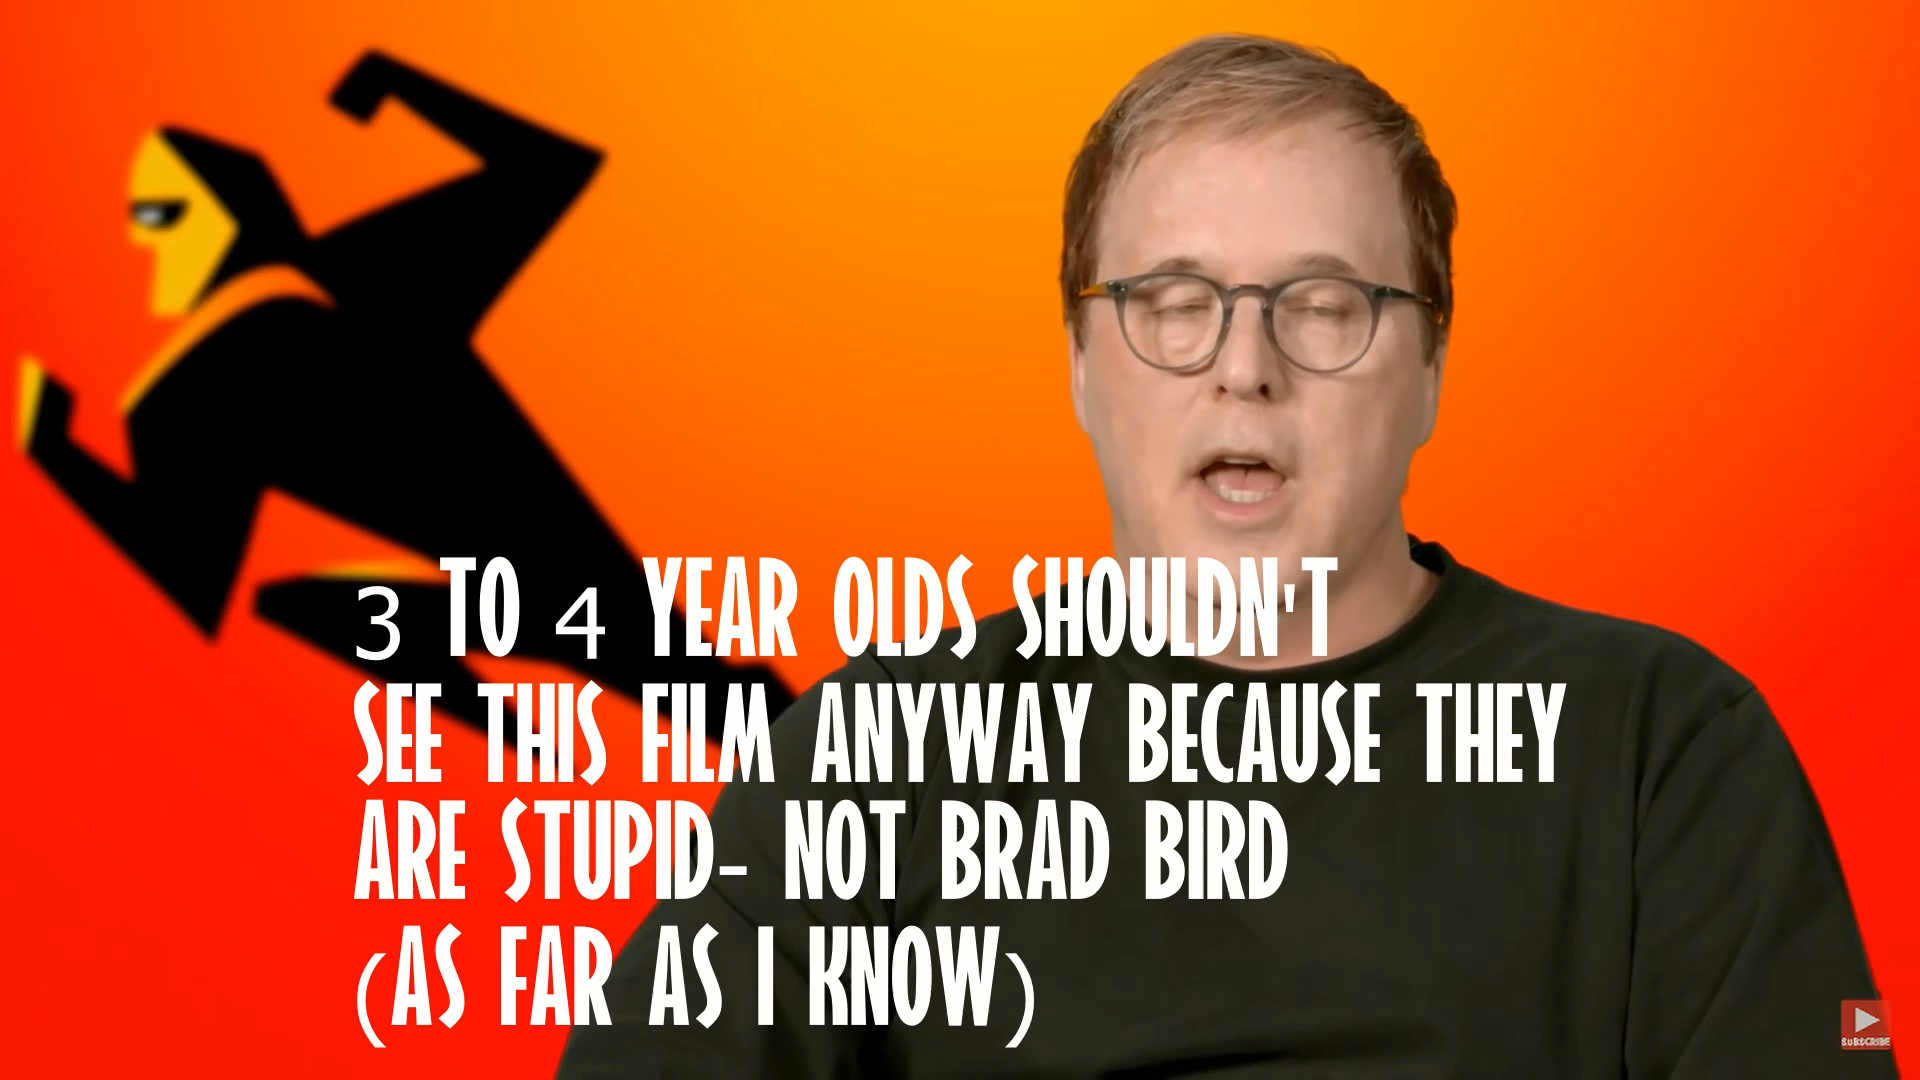 3 TO 4 YEAR OLDS SHOULDN'T
SEE THIS FILM ANYWAY BECAUSE THEY
ARE STUPID- NOT BRAD BIRD
(AS FAR AS I KNOW)
SUBSCRIBE